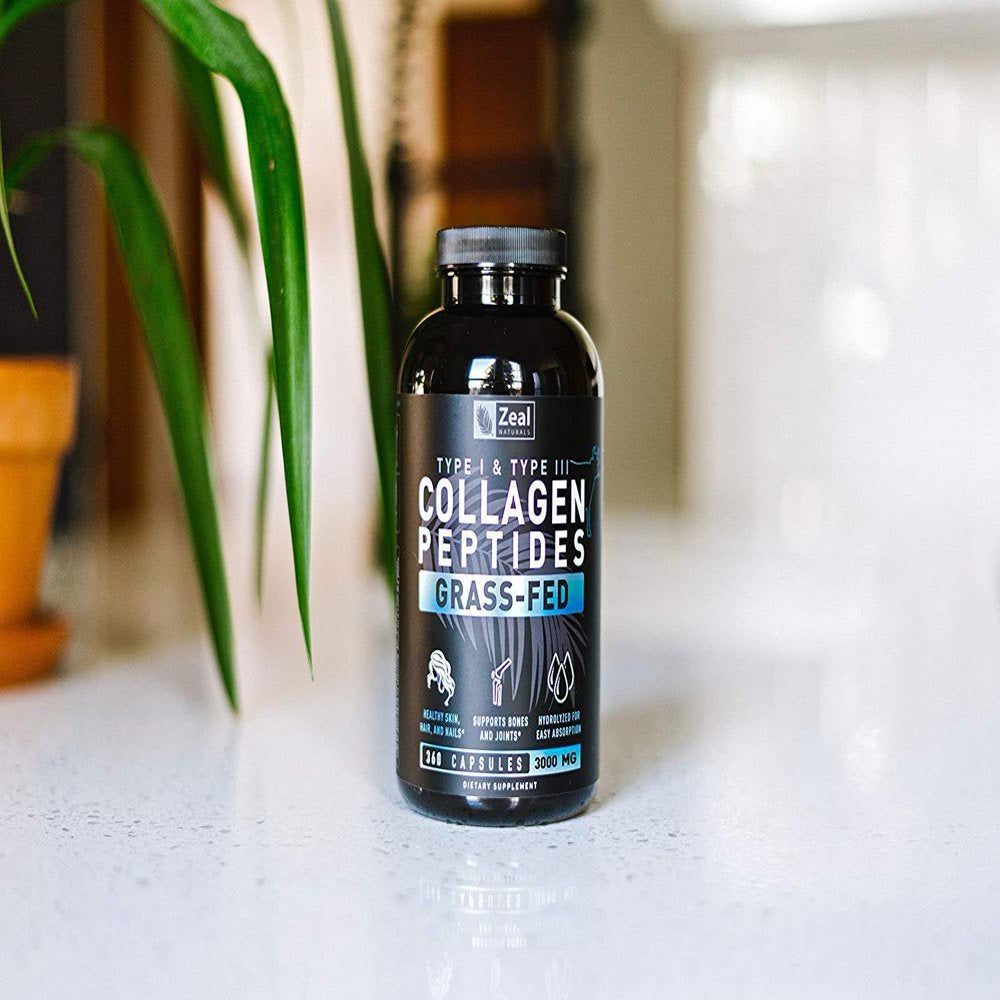 Zeal
NATURALS
TYPE I & TYPE III
COLLAGEN
PEPTIDES
GRASS-FED
HEALTHY SKIN,
HAIR, AND NAILS*
SUPPORTS BONES
AND JOINTS*
HYDROLYZED FOR
EASY ABSORPTION
360 CAPSULES 3000 MG
DIETARY SUPPLEMENT